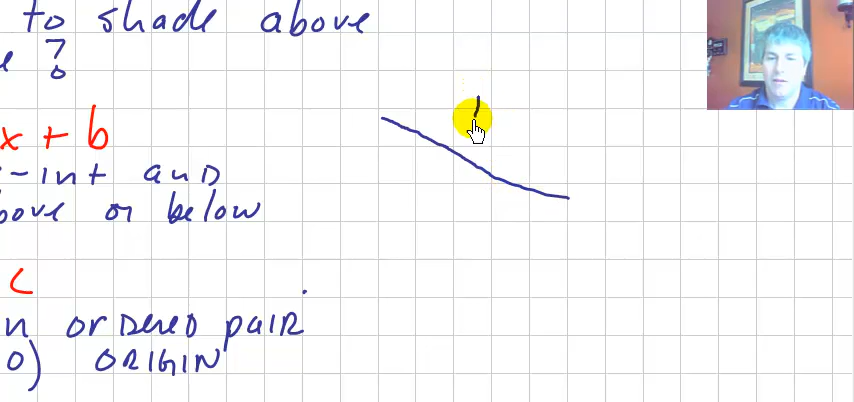 to shade above
e ?
x + b
-int and
bove or below
c
n ordered pair
0) ORIGIN